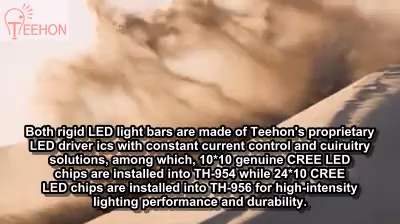 TEEHON
Both rigid LED light bars are made of Teehon's proprietary
LED driver ics with constant current control and cuiruitry
solutions, among which, 10*10 genuine CREE LED
chips are installed into TH-954 while 24*10 CREE
LED chips are installed into TH-956 for high-intensity
lighting performance and durability.